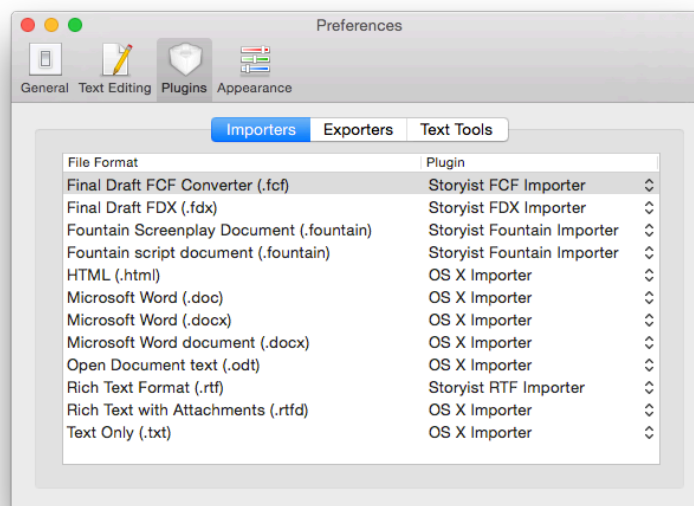 Preferences
General Text Editing Plugins Appearance
Importers Exporters Text Tools
File Format Plugin
Final Draft FCF Converter (.fcf) Storyist FCF Importer
Final Draft FDX (.fdx) Storyist FDX Importer
Fountain Screenplay Document (.fountain) Storyist Fountain Importer
Fountain script document (.fountain) Storyist Fountain Importer
HTML (.html) OS X Importer
Microsoft Word (.doc) OS X Importer
Microsoft Word (.docx) OS X Importer
Microsoft Word document (.docx) OS X Importer
Open Document text (.odt) OS X Importer
Rich Text Format (.rtf) Storyist RTF Importer
Rich Text with Attachments (.rtfd) OS X Importer
Text Only (.txt) OS X Importer